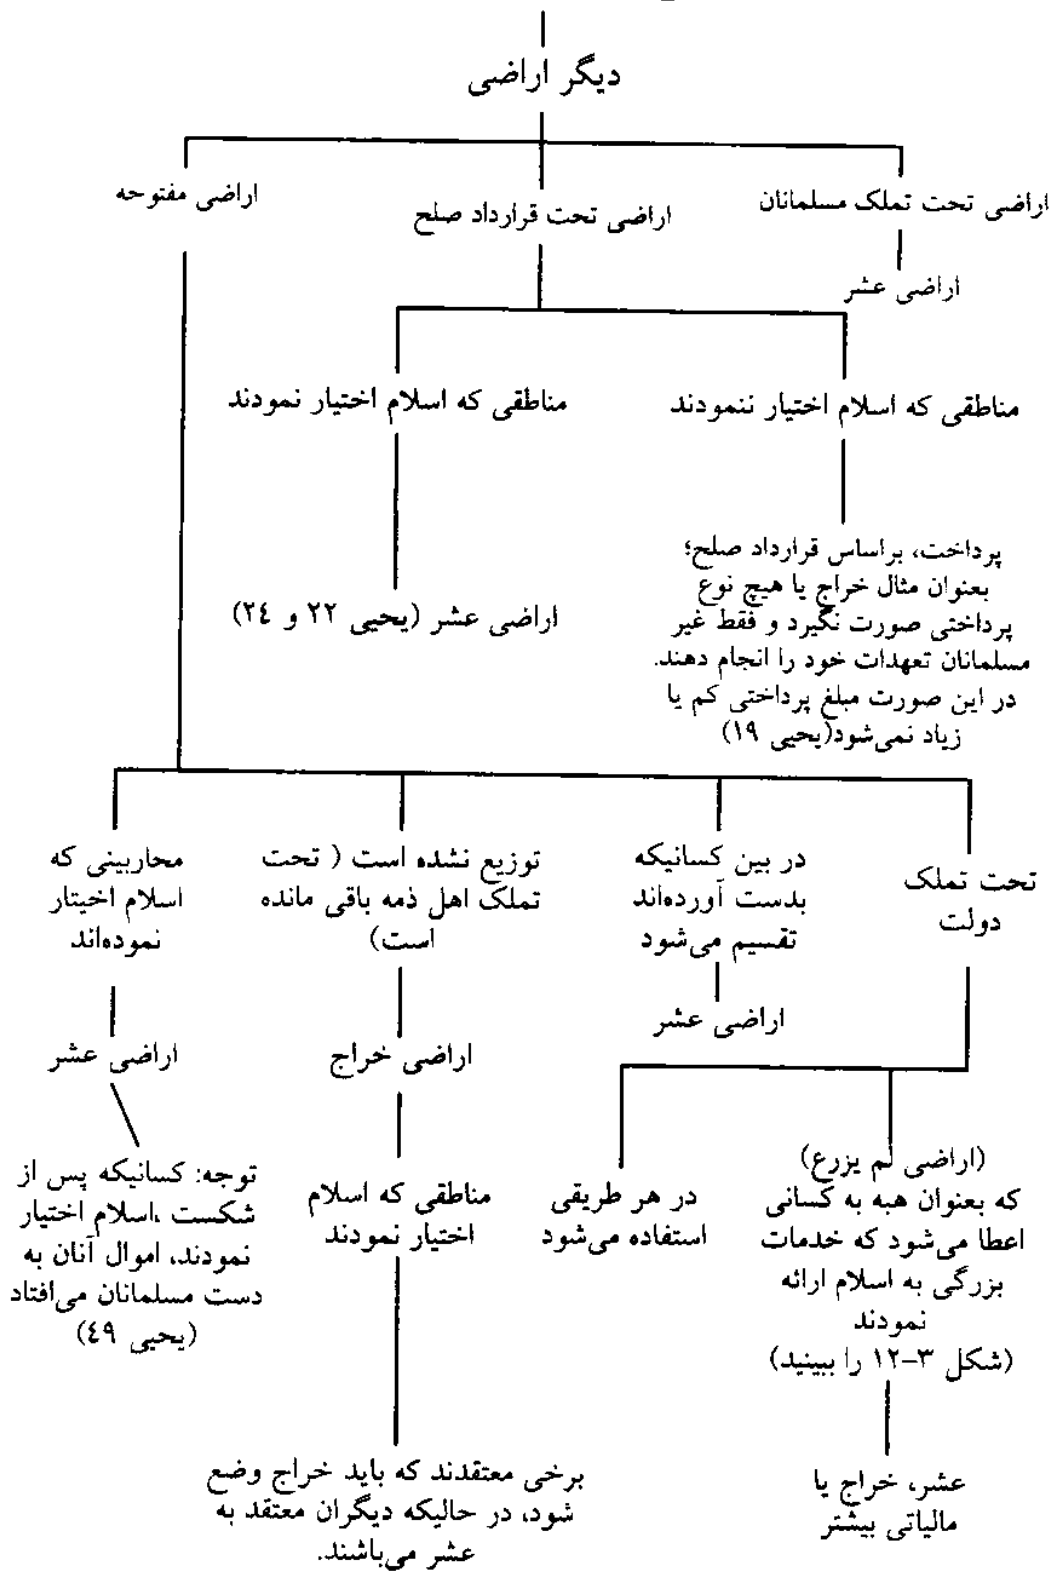 دیگر اراضی
اراضی تحت تملک مسلمانان
اراضی عشر
اراضی تحت قرارداد صلح
مناطقی که اسلام اختیار ننمودند
پرداخت، براساس قرارداد صلح؛
بعنوان مثال خراج یا هیچ نوع
پرداختی صورت نگیرد و فقط غیر
مسلمانان تعهدات خود را انجام دهند.
در این صورت مبلغ پرداختی کم یا
زیاد نمی‌شود(یحیی ۱۹)
مناطقی که اسلام اختیار نمودند
اراضی عشر (یحیی ۲۲ و ۲٤)
اراضی مفتوحه
تحت تملک
دولت
(اراضی لم یزرع)
که بعنوان هبه به کسانی
اعطا می‌شود که خدمات
بزرگی به اسلام ارائه
نمودند
(شکل ۳–۱۲ را ببینید)
عشر، خراج یا
مالیاتی بیشتر
در هر طریقی
استفاده می‌شود
در بین کسانیکه
بدست آورده‌اند
تقسیم می‌شود
اراضی عشر
توزیع نشده است ( تحت
تملک اهل ذمه باقی مانده
است)
اراضی خراج
مناطقی که اسلام
اختیار نمودند
برخی معتقدند که باید خراج وضع
شود، در حالیکه دیگران معتقد به
عشر می‌باشند.
محاربینی که
اسلام اخیتار
نموده‌اند
اراضی عشر
توجه: کسانیکه پس از
شکست ،اسلام اختیار
نمودند، اموال آنان به
دست مسلمانان می‌افتاد
(یحیی ٤۹)